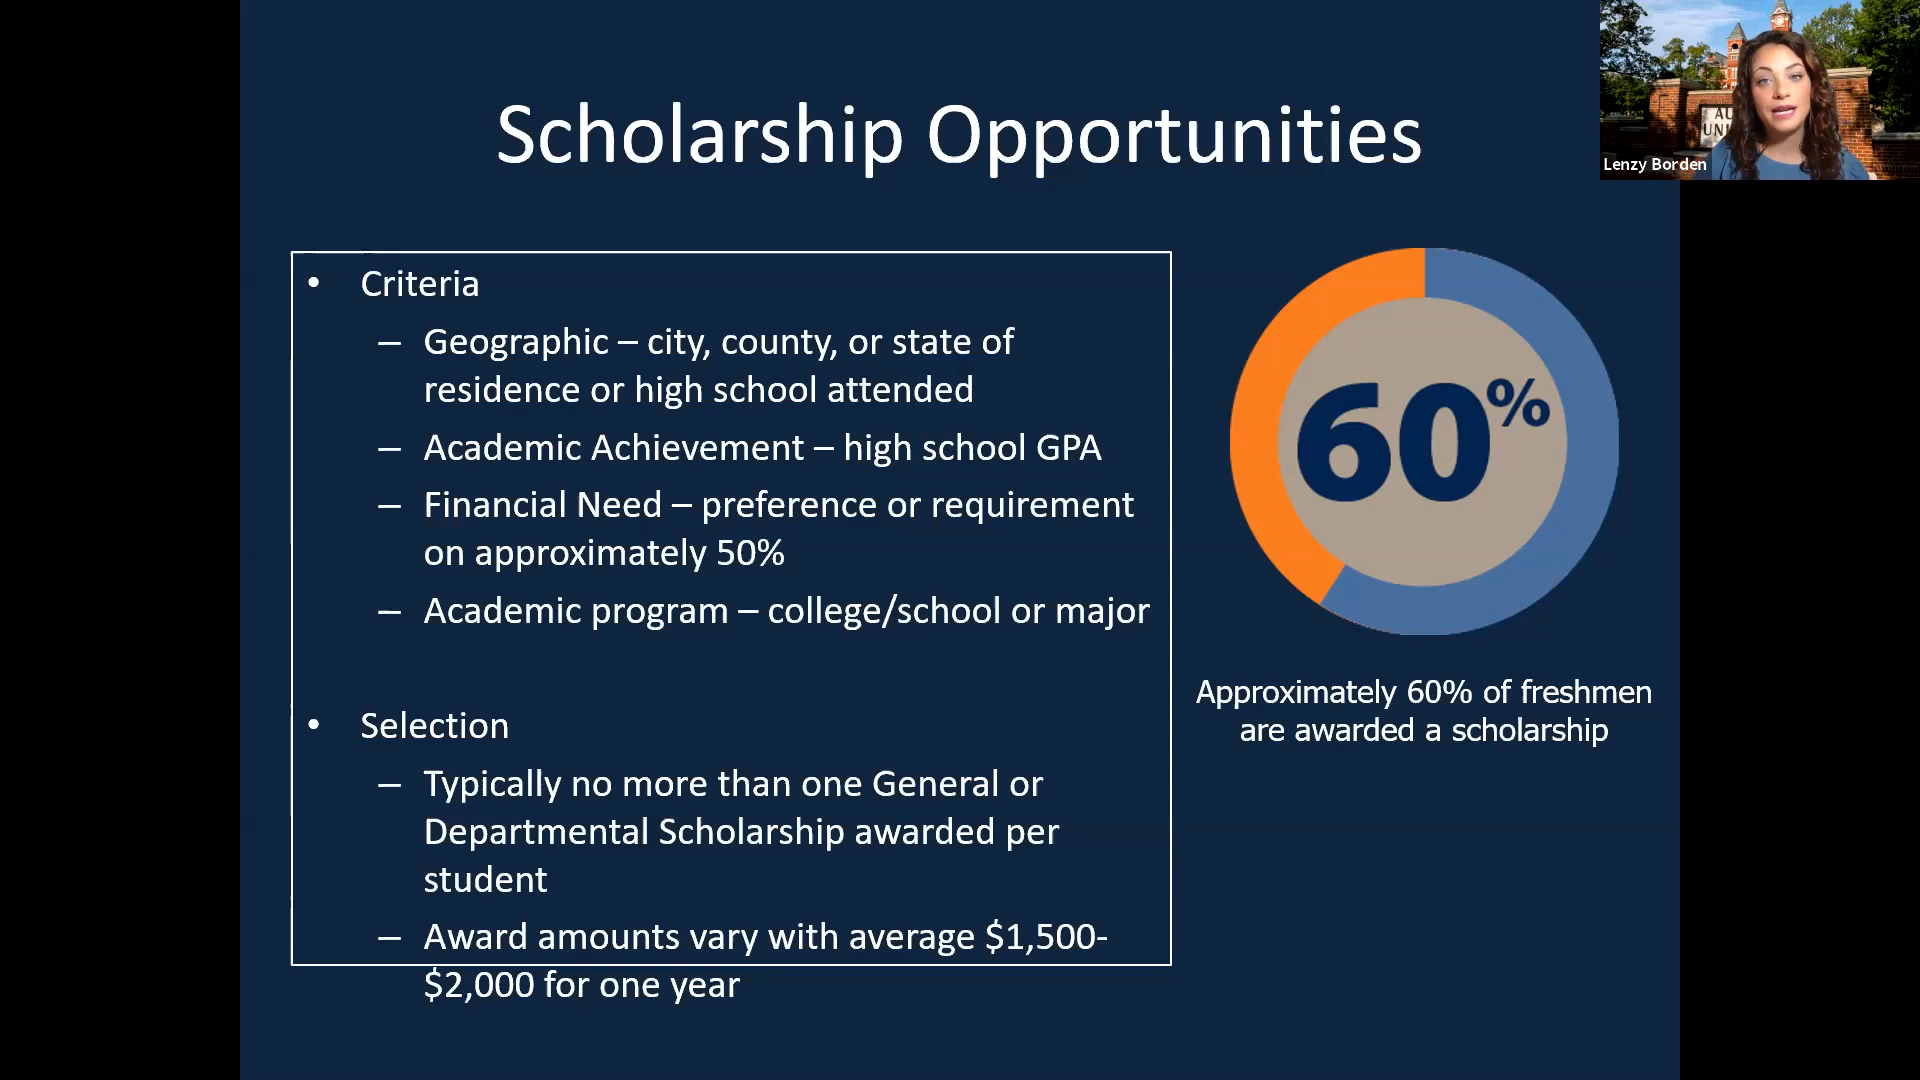 Scholarship Opportunities
AU
UNI
Lenzy Borden
• Criteria
– Geographic – city, county, or state of
residence or high school attended
– Academic Achievement – high school GPA
– Financial Need – preference or requirement
on approximately 50%
– Academic program – college/school or major
• Selection
– Typically no more than one General or
Departmental Scholarship awarded per
student
– Award amounts vary with average $1,500-
$2,000 for one year
60%
Approximately 60% of freshmen
are awarded a scholarship